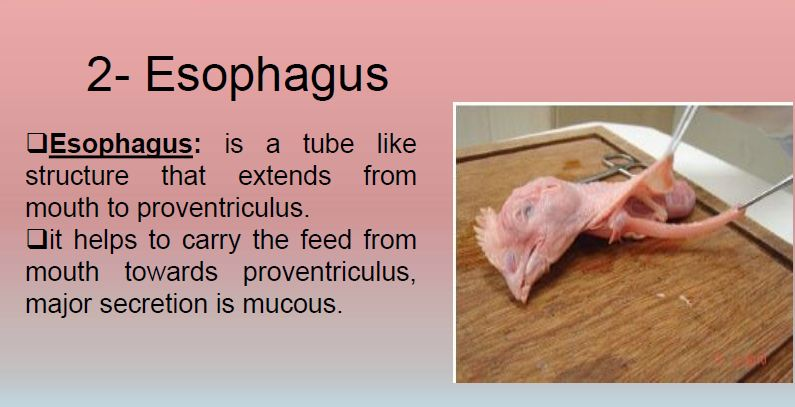 2- Esophagus
❑Esophagus: is a tube like
structure that extends from
mouth to proventriculus.
❑it helps to carry the feed from
mouth towards proventriculus,
major secretion is mucous.